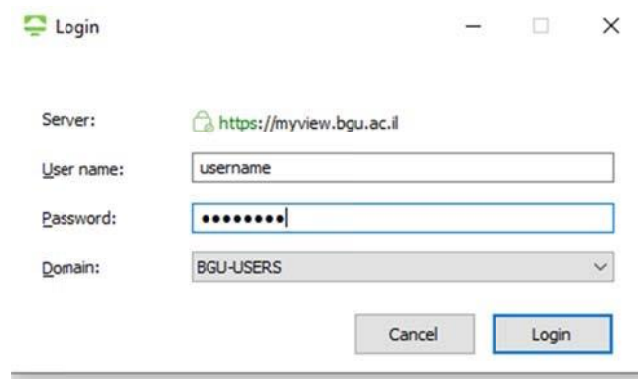 Login
Server: https://myview.bgu.ac.il
User name: username
Password: ●●●●●●●●
Domain: BGU-USERS
Cancel Login